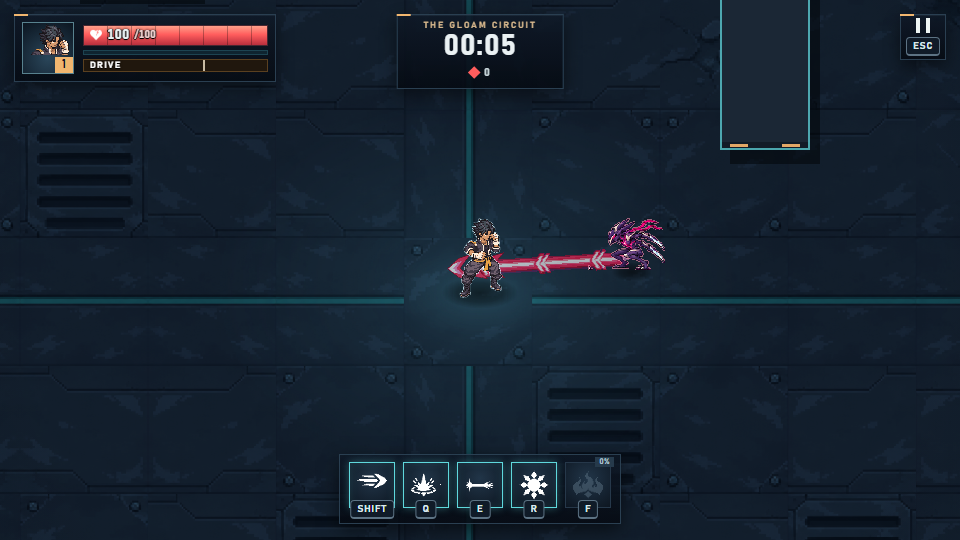 100 /100
1
DRIVE
THE GLOAM CIRCUIT
00:05
0
ESC
0%
SHIFT
Q
E
R
F